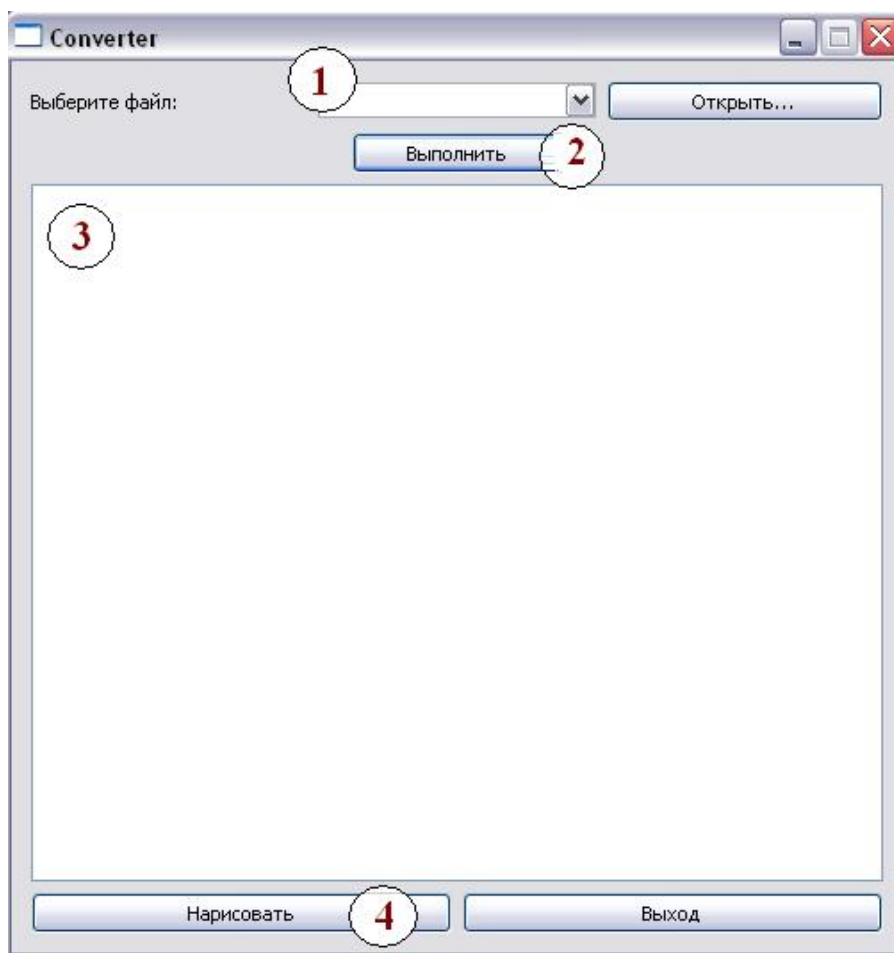 Converter
Выберите файл: 1 Открыть...
Выполнить 2
3
Нарисовать 4 Выход